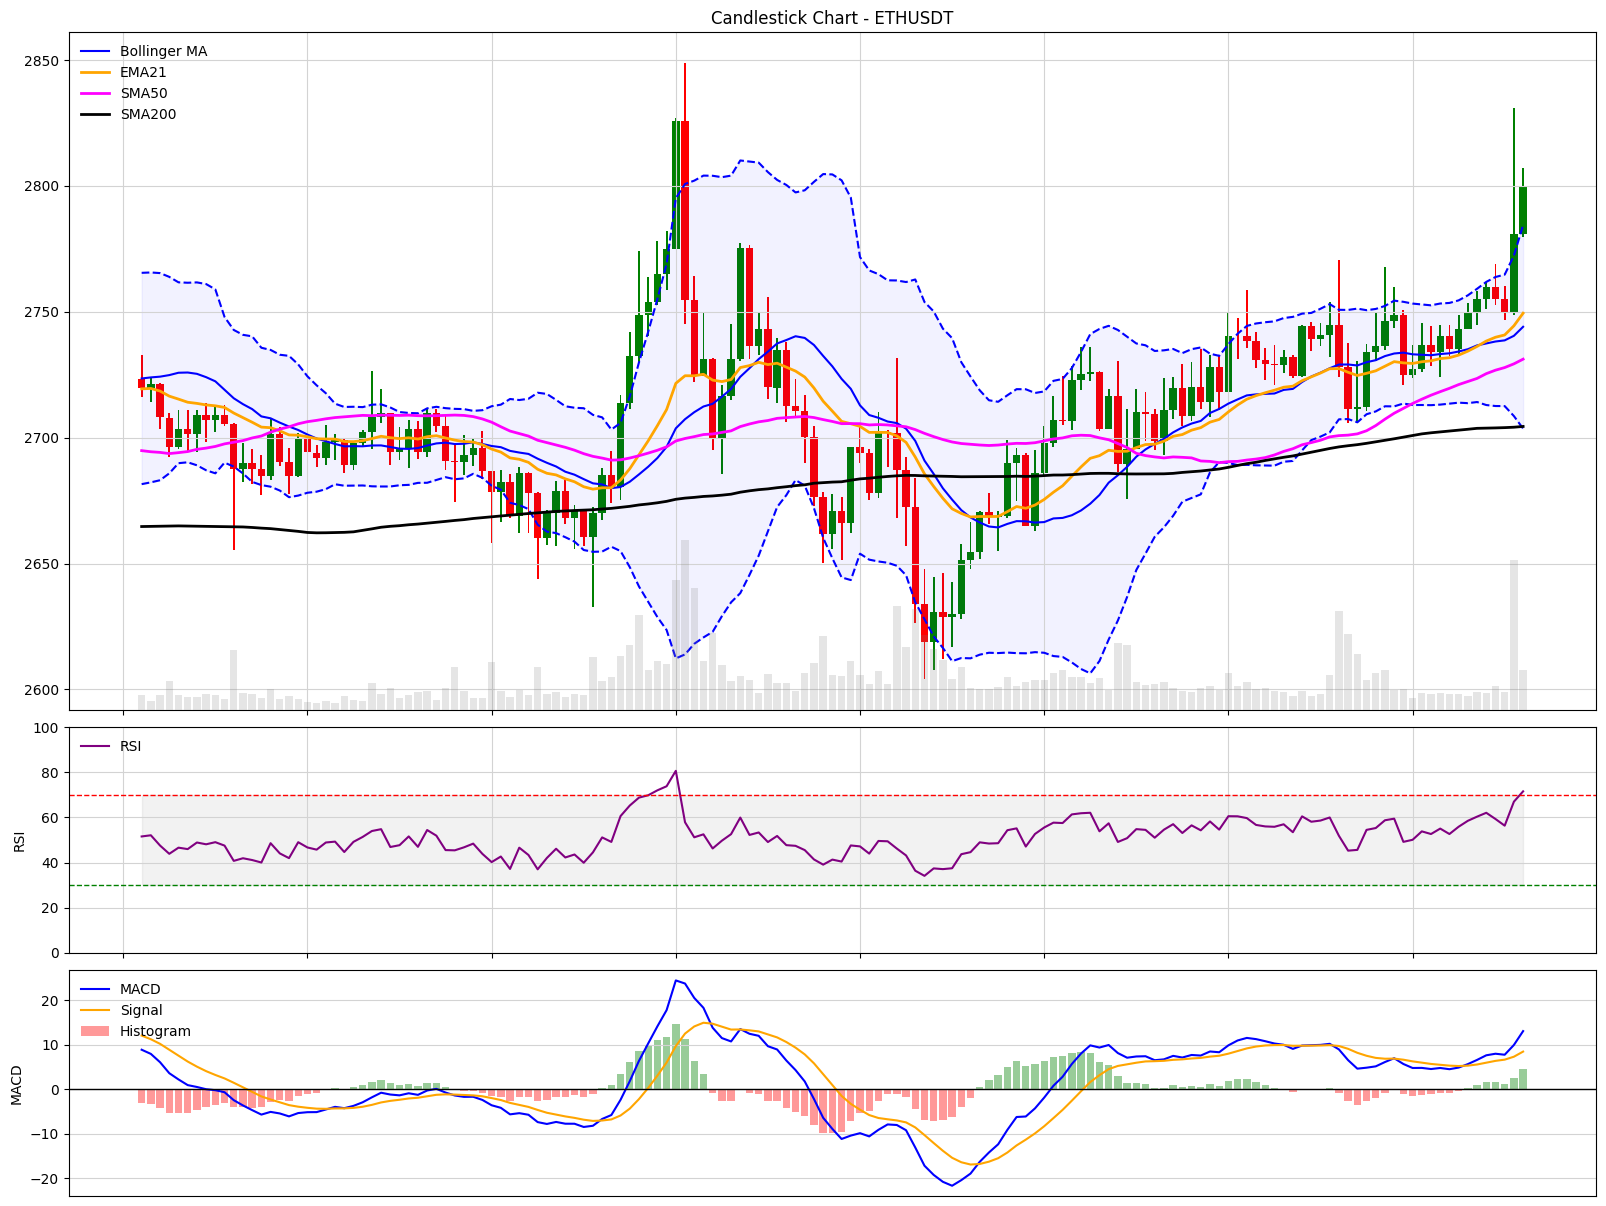 Candlestick Chart - ETHUSDT
Bollinger MA
EMA21
SMA50
SMA200
2850
2800
2750
2700
2650
2600
RSI
RSI
100
80
60
40
20
0
MACD
Signal
Histogram
MACD
20
10
0
−10
−20